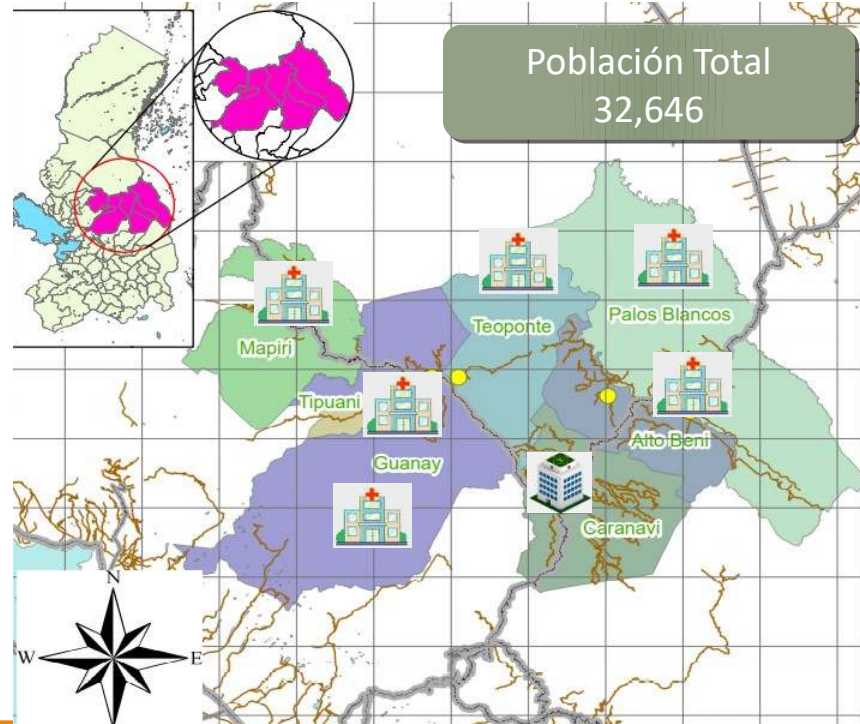 Población Total
32,646
Palos Blancos
Teoponte
Mapiri
Tipuani
Alto Beni
Guanay
Caranavi
N
W
E